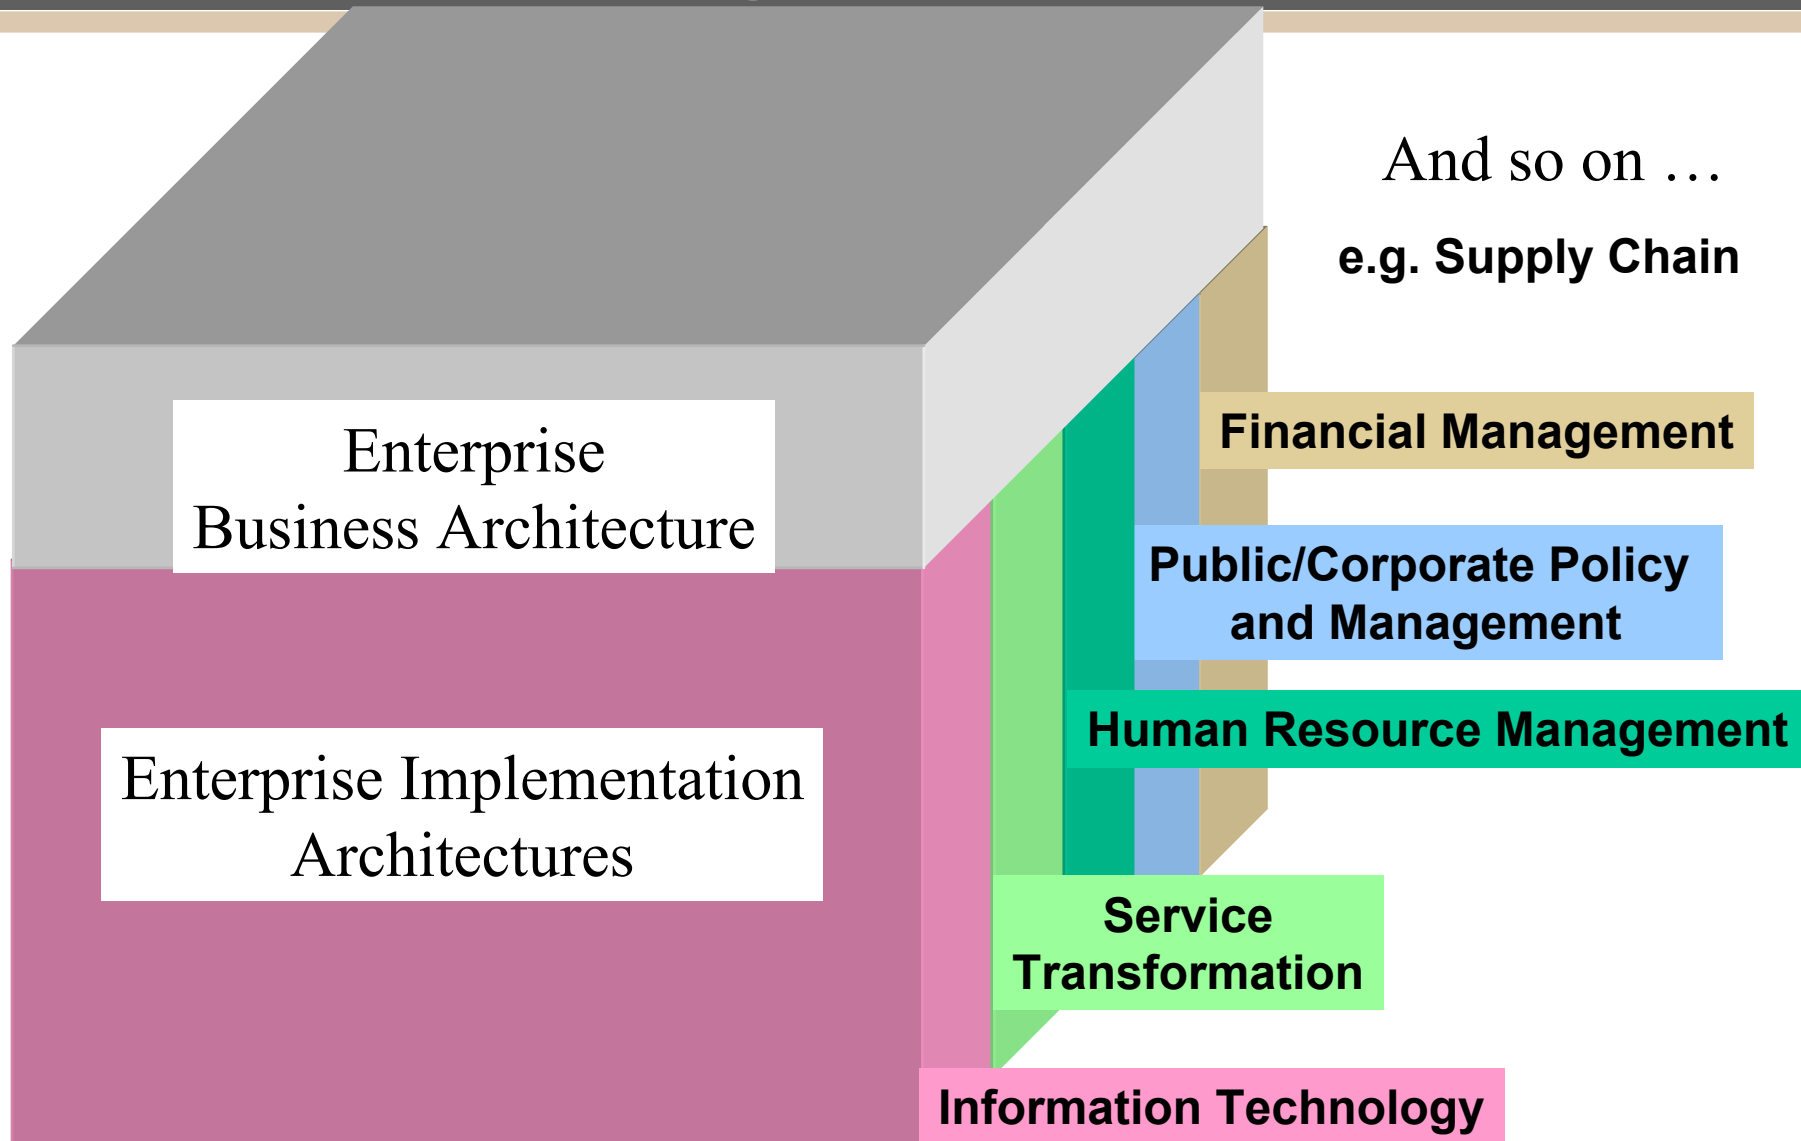 And so on …
e.g. Supply Chain
Enterprise
Business Architecture
Financial Management
Public/Corporate Policy
and Management
Human Resource Management
Enterprise Implementation
Architectures
Service
Transformation
Information Technology